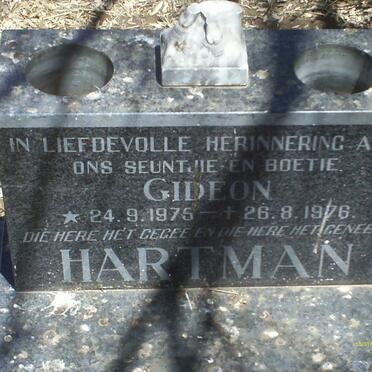 IN LIEFDEVOLLE HERINNERING A
ONS SEUNTJIE EN BOETIE
GIDEON
★ 24.9.1975 – ✝ 26.8.1976.
DIE HERE HET GEGEE EN DIE HERE HET GENEE
HARTMAN